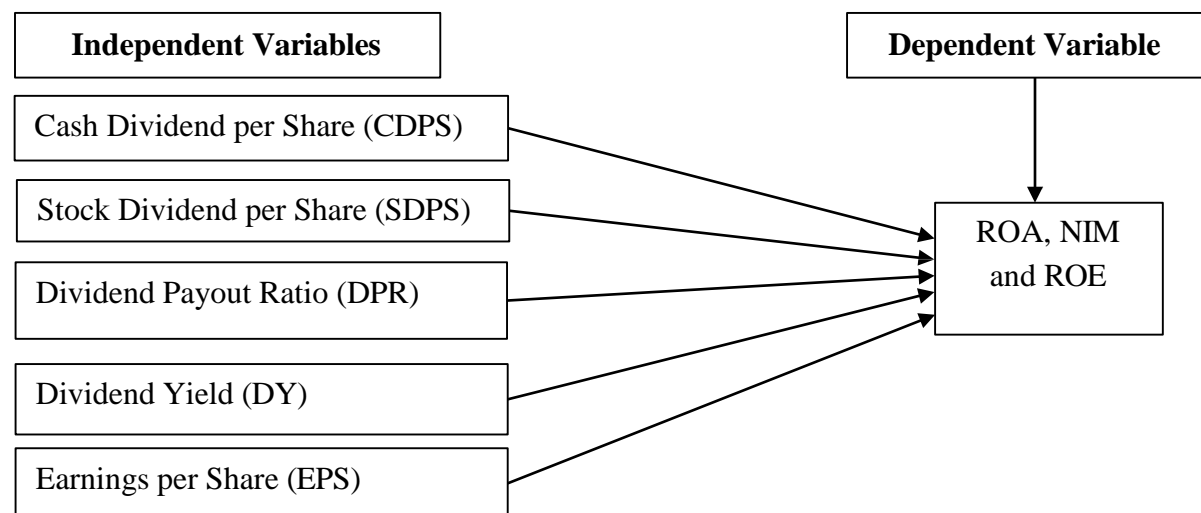 Independent Variables
Dependent Variable
Cash Dividend per Share (CDPS)
Stock Dividend per Share (SDPS)
Dividend Payout Ratio (DPR)
Dividend Yield (DY)
Earnings per Share (EPS)
ROA, NIM
and ROE